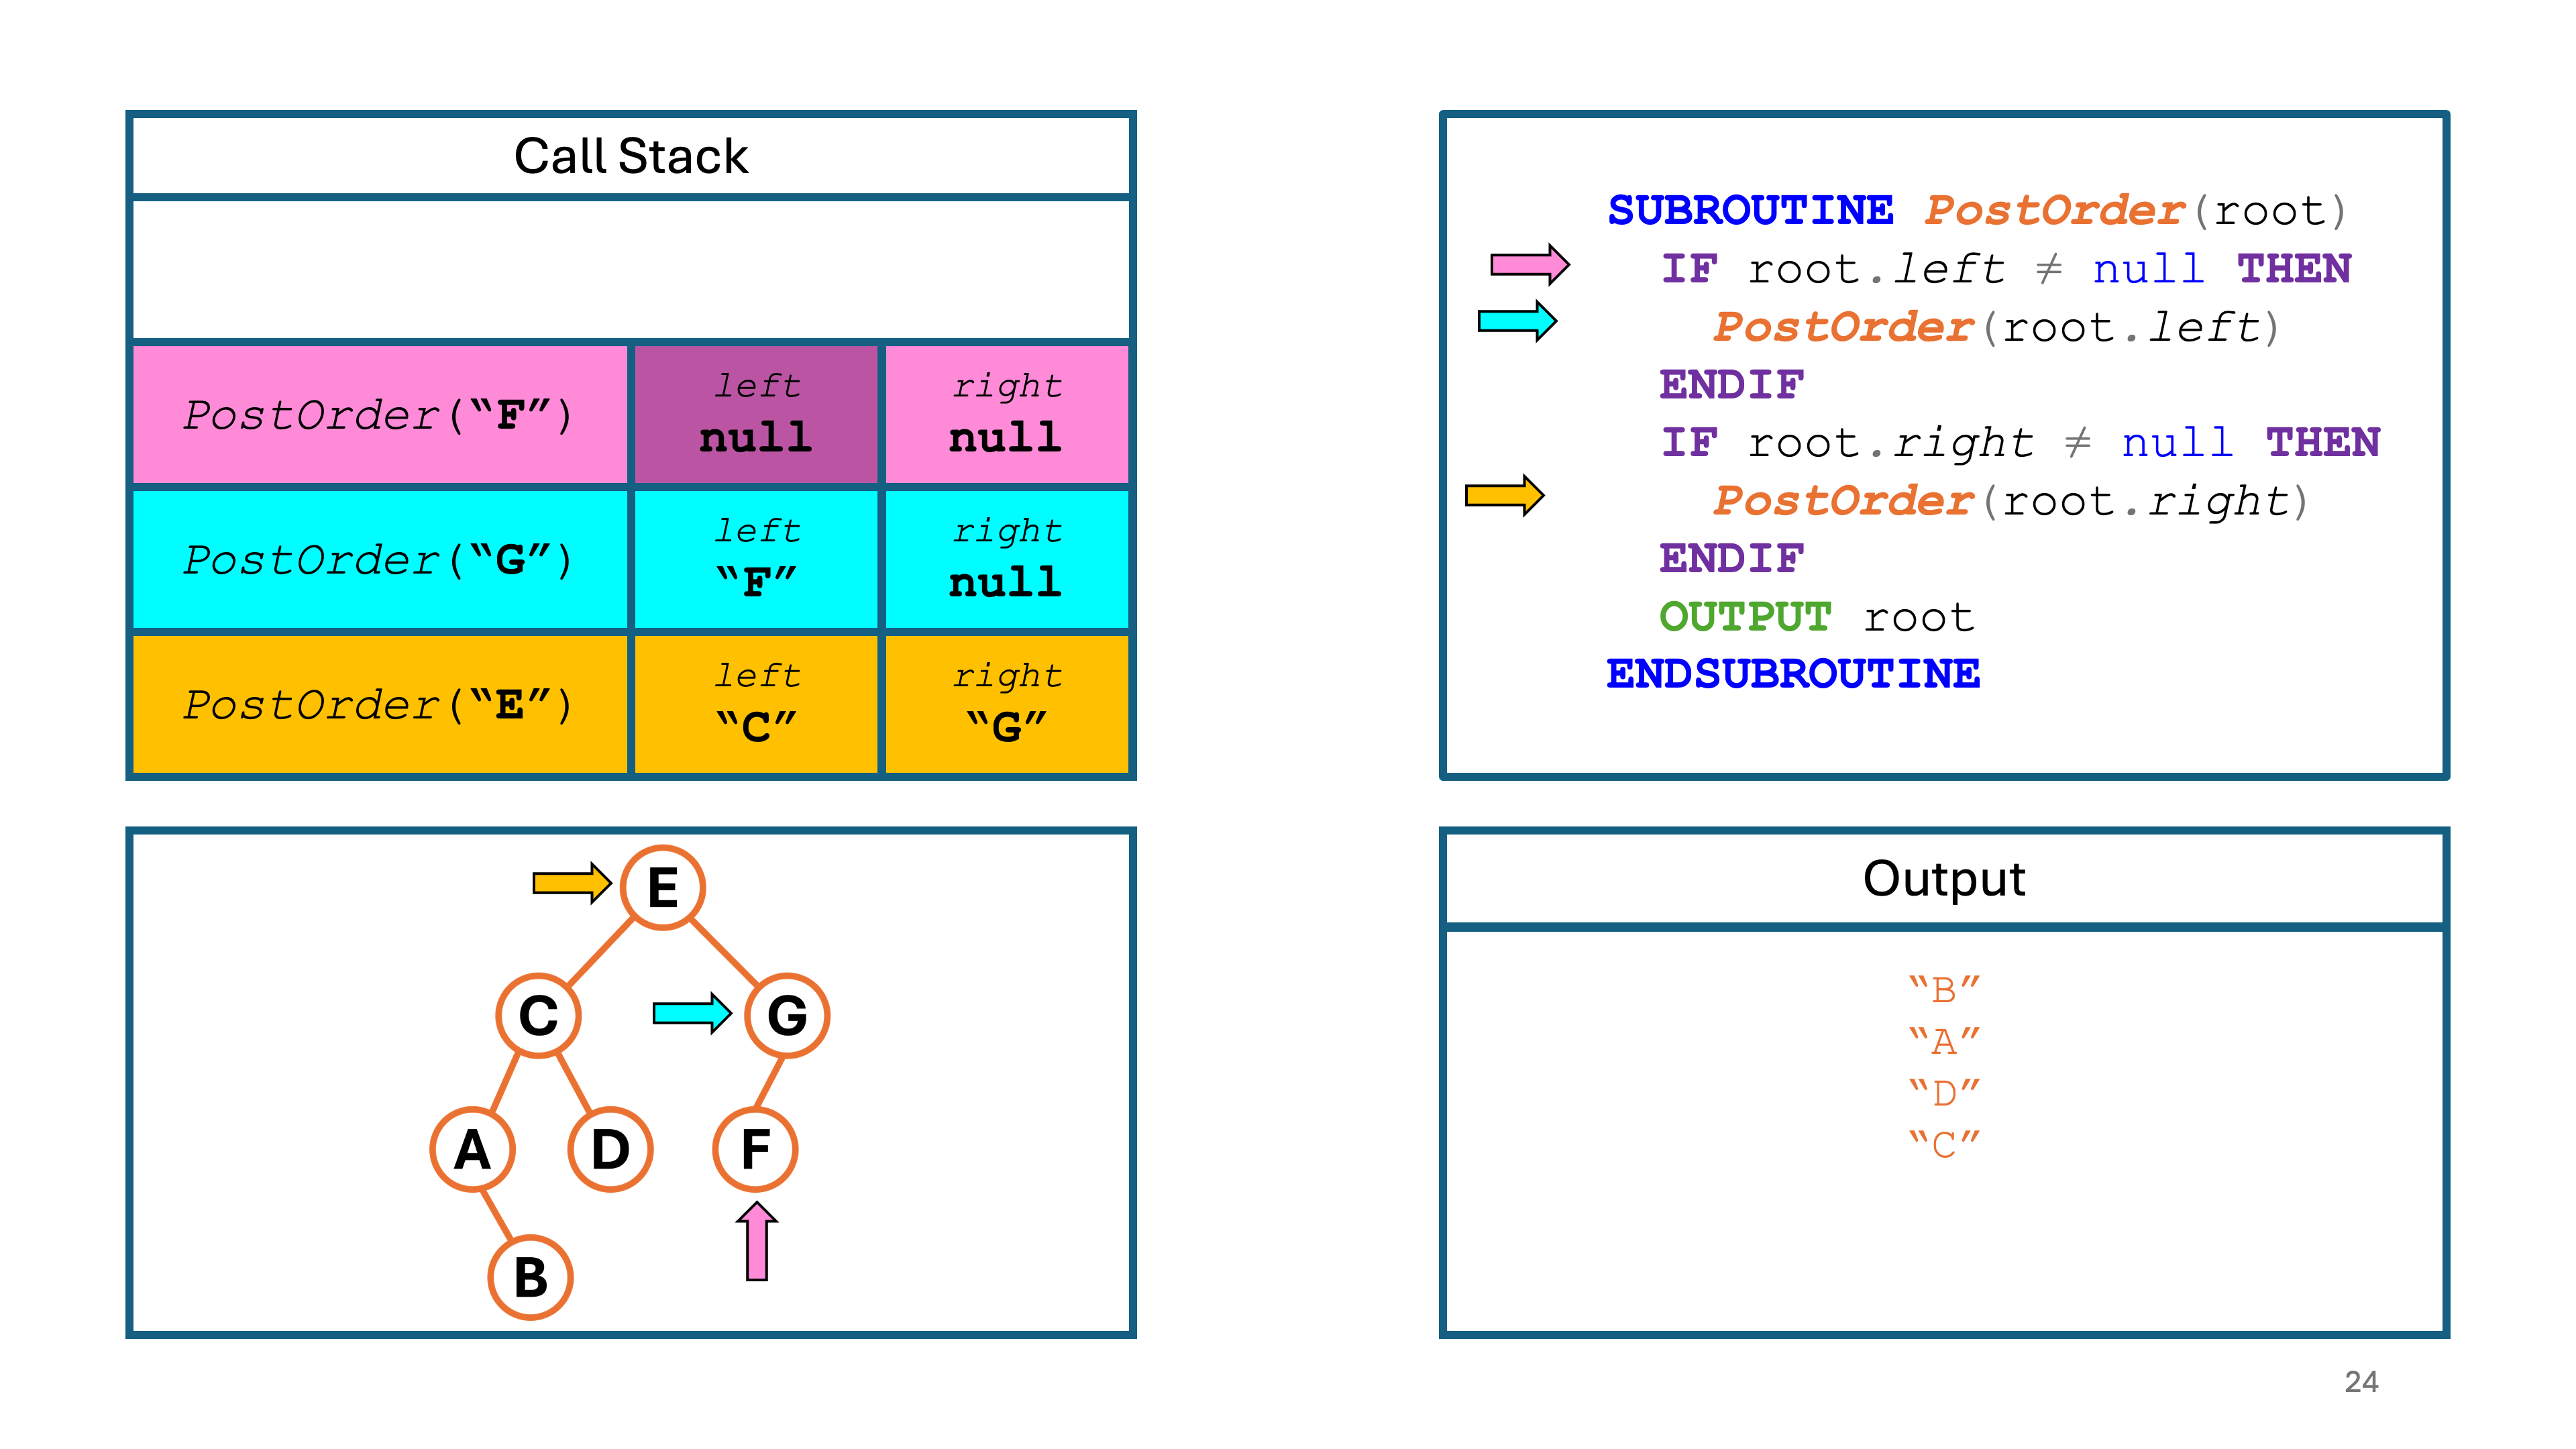 Call Stack
PostOrder(“F”)
left
null
right
null
PostOrder(“G”)
left
“F”
right
null
PostOrder(“E”)
left
“C”
right
“G”
SUBROUTINE PostOrder(root)
IF root.left ≠ null THEN
PostOrder(root.left)
ENDIF
IF root.right ≠ null THEN
PostOrder(root.right)
ENDIF
OUTPUT root
ENDSUBROUTINE
E
C
G
A
D
F
B
Output
“B”
“A”
“D”
“C”
24